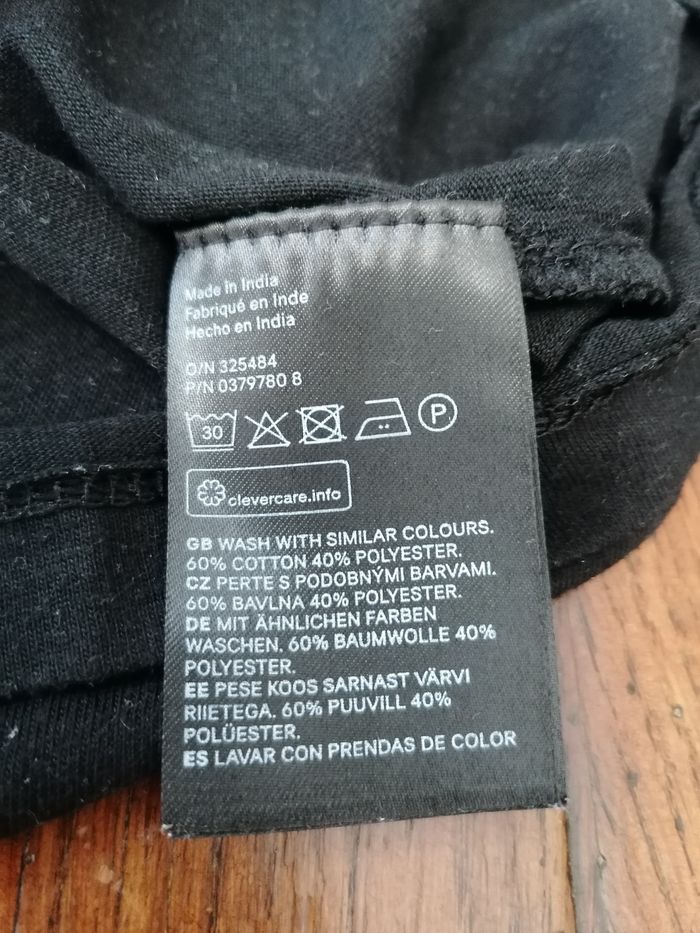 Made in India
Fabriqué en Inde
Hecho en India
O/N 325484
P/N 0379780 8
30
P
clevercare.info
GB WASH WITH SIMILAR COLOURS.
60% COTTON 40% POLYESTER.
CZ PERTE S PODOBNÝMI BARVAMI.
60% BAVLNA 40% POLYESTER.
DE MIT ÄHNLICHEN FARBEN
WASCHEN. 60% BAUMWOLLE 40%
POLYESTER.
EE PESE KOOS SARNAST VÄRVI
RIIETEGA. 60% PUUVILL 40%
POLÜESTER.
ES LAVAR CON PRENDAS DE COLOR